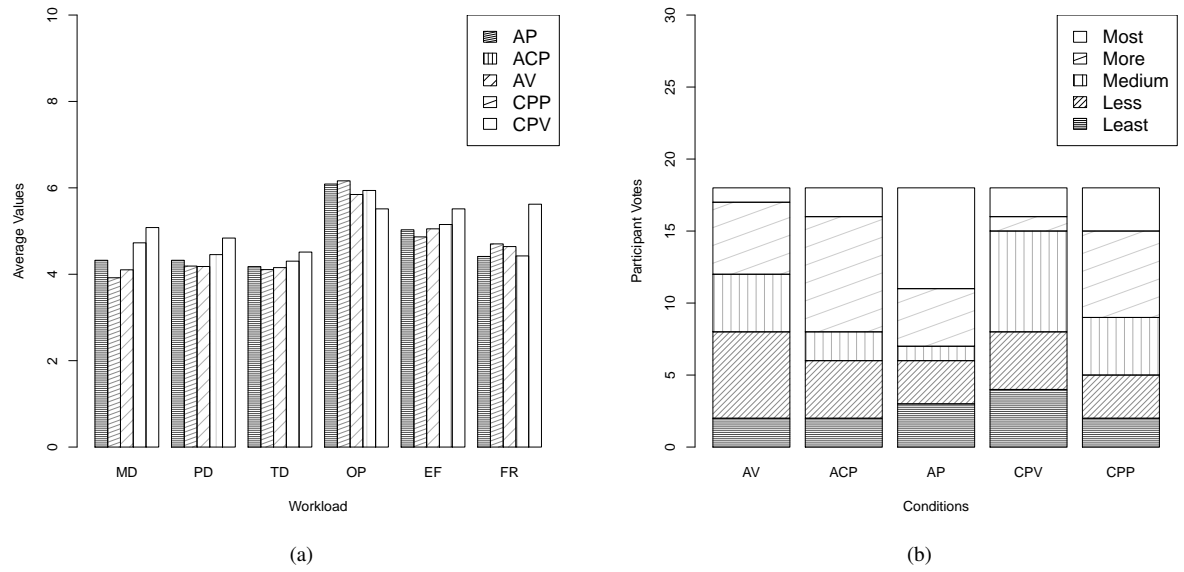 10
8
6
4
2
0
Average Values
AP
ACP
AV
CPP
CPV
MD PD TD OP EF FR
Workload
(a)
30
25
20
15
10
5
0
Participant Votes
Most
More
Medium
Less
Least
AV ACP AP CPV CPP
Conditions
(b)